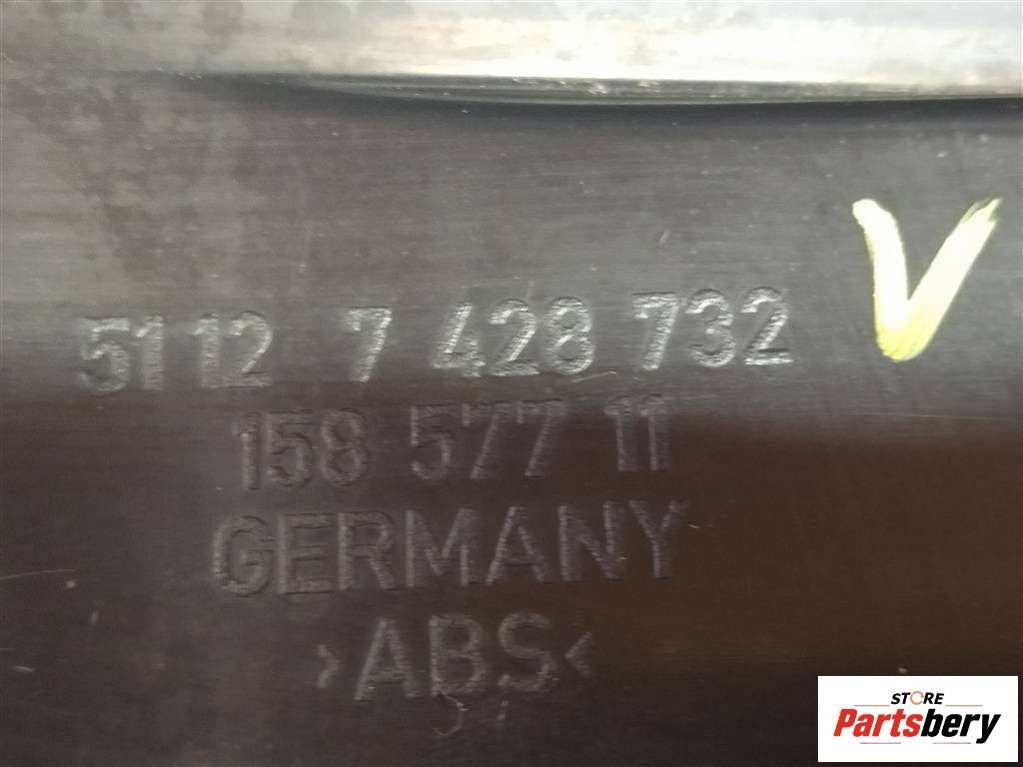 5112 7 428 732 V
158 577 11
GERMANY
>ABS<
STORE
Partsbery